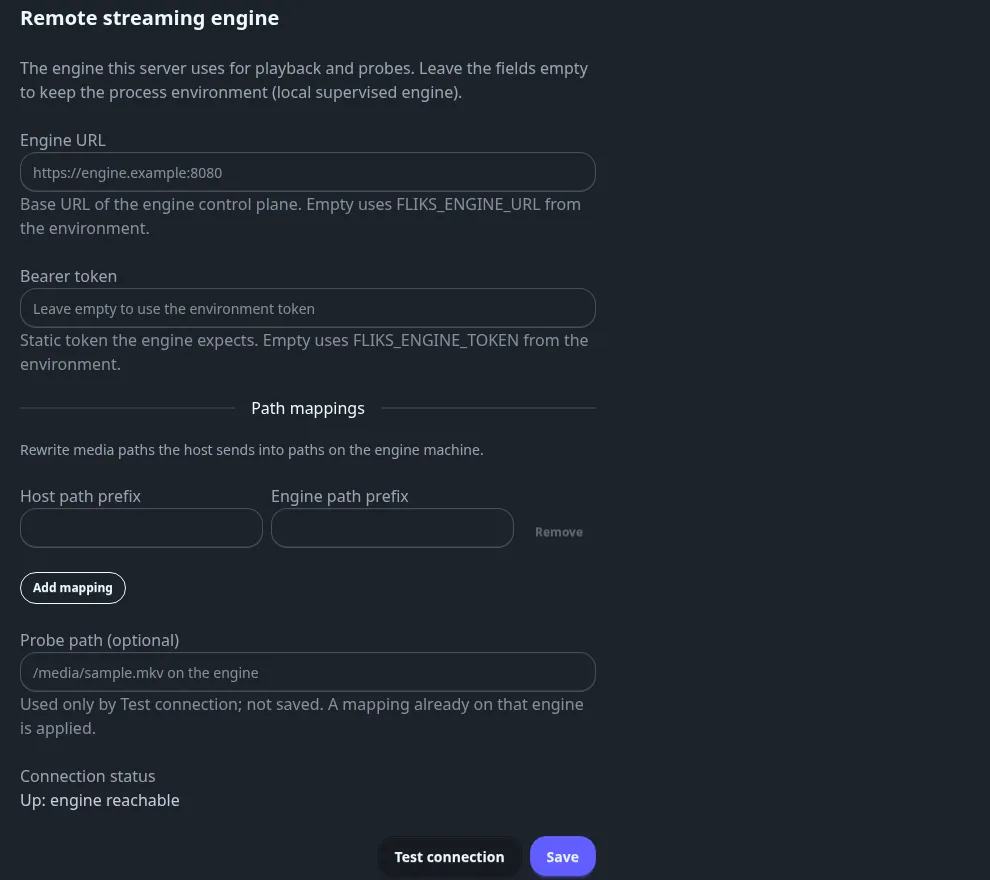 Remote streaming engine
The engine this server uses for playback and probes. Leave the fields empty
to keep the process environment (local supervised engine).
Engine URL
https://engine.example:8080
Base URL of the engine control plane. Empty uses FLIKS_ENGINE_URL from
the environment.
Bearer token
Leave empty to use the environment token
Static token the engine expects. Empty uses FLIKS_ENGINE_TOKEN from the
environment.
Path mappings
Rewrite media paths the host sends into paths on the engine machine.
Host path prefix Engine path prefix
Remove
Add mapping
Probe path (optional)
/media/sample.mkv on the engine
Used only by Test connection; not saved. A mapping already on that engine
is applied.
Connection status
Up: engine reachable
Test connection Save